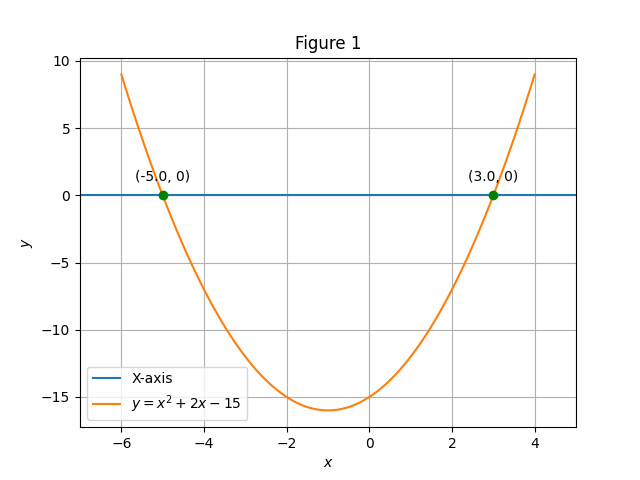 Figure 1
10
5
0
−5
−10
−15
y
(-5.0, 0)
(3.0, 0)
X-axis
y = x² + 2x − 15
−6 −4 −2 0 2 4
x